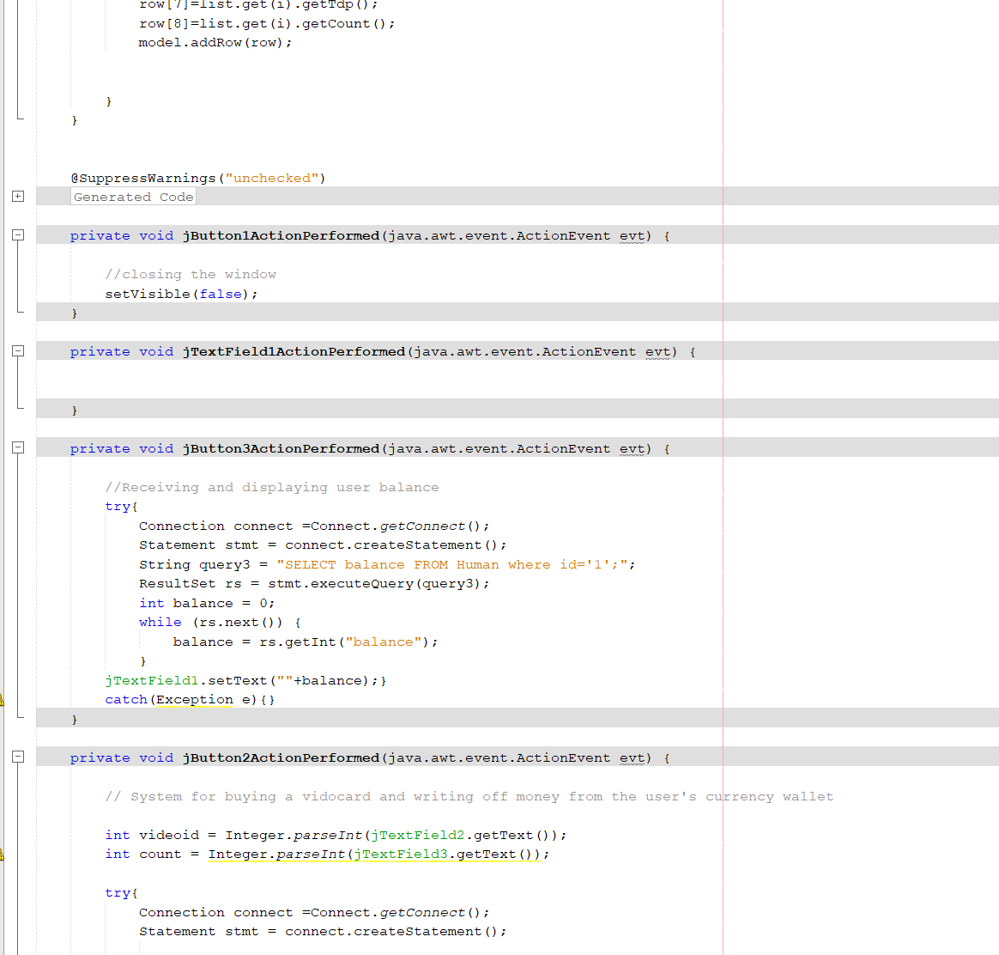 row[7]=list.get(i).getTdp();
row[8]=list.get(i).getCount();
model.addRow(row);
}
}
@SuppressWarnings("unchecked")
Generated Code
private void jButton1ActionPerformed(java.awt.event.ActionEvent evt) {
//closing the window
setVisible(false);
}
private void jTextField1ActionPerformed(java.awt.event.ActionEvent evt) {
}
private void jButton3ActionPerformed(java.awt.event.ActionEvent evt) {
//Receiving and displaying user balance
try{
Connection connect =Connect.getConnect();
Statement stmt = connect.createStatement();
String query3 = "SELECT balance FROM Human where id='1';";
ResultSet rs = stmt.executeQuery(query3);
int balance = 0;
while (rs.next()) {
balance = rs.getInt("balance");
}
jTextField1.setText(""+balance);}
catch(Exception e){}
}
private void jButton2ActionPerformed(java.awt.event.ActionEvent evt) {
// System for buying a vidocard and writing off money from the user's currency wallet
int videoid = Integer.parseInt(jTextField2.getText());
int count = Integer.parseInt(jTextField3.getText());
try{
Connection connect =Connect.getConnect();
Statement stmt = connect.createStatement();